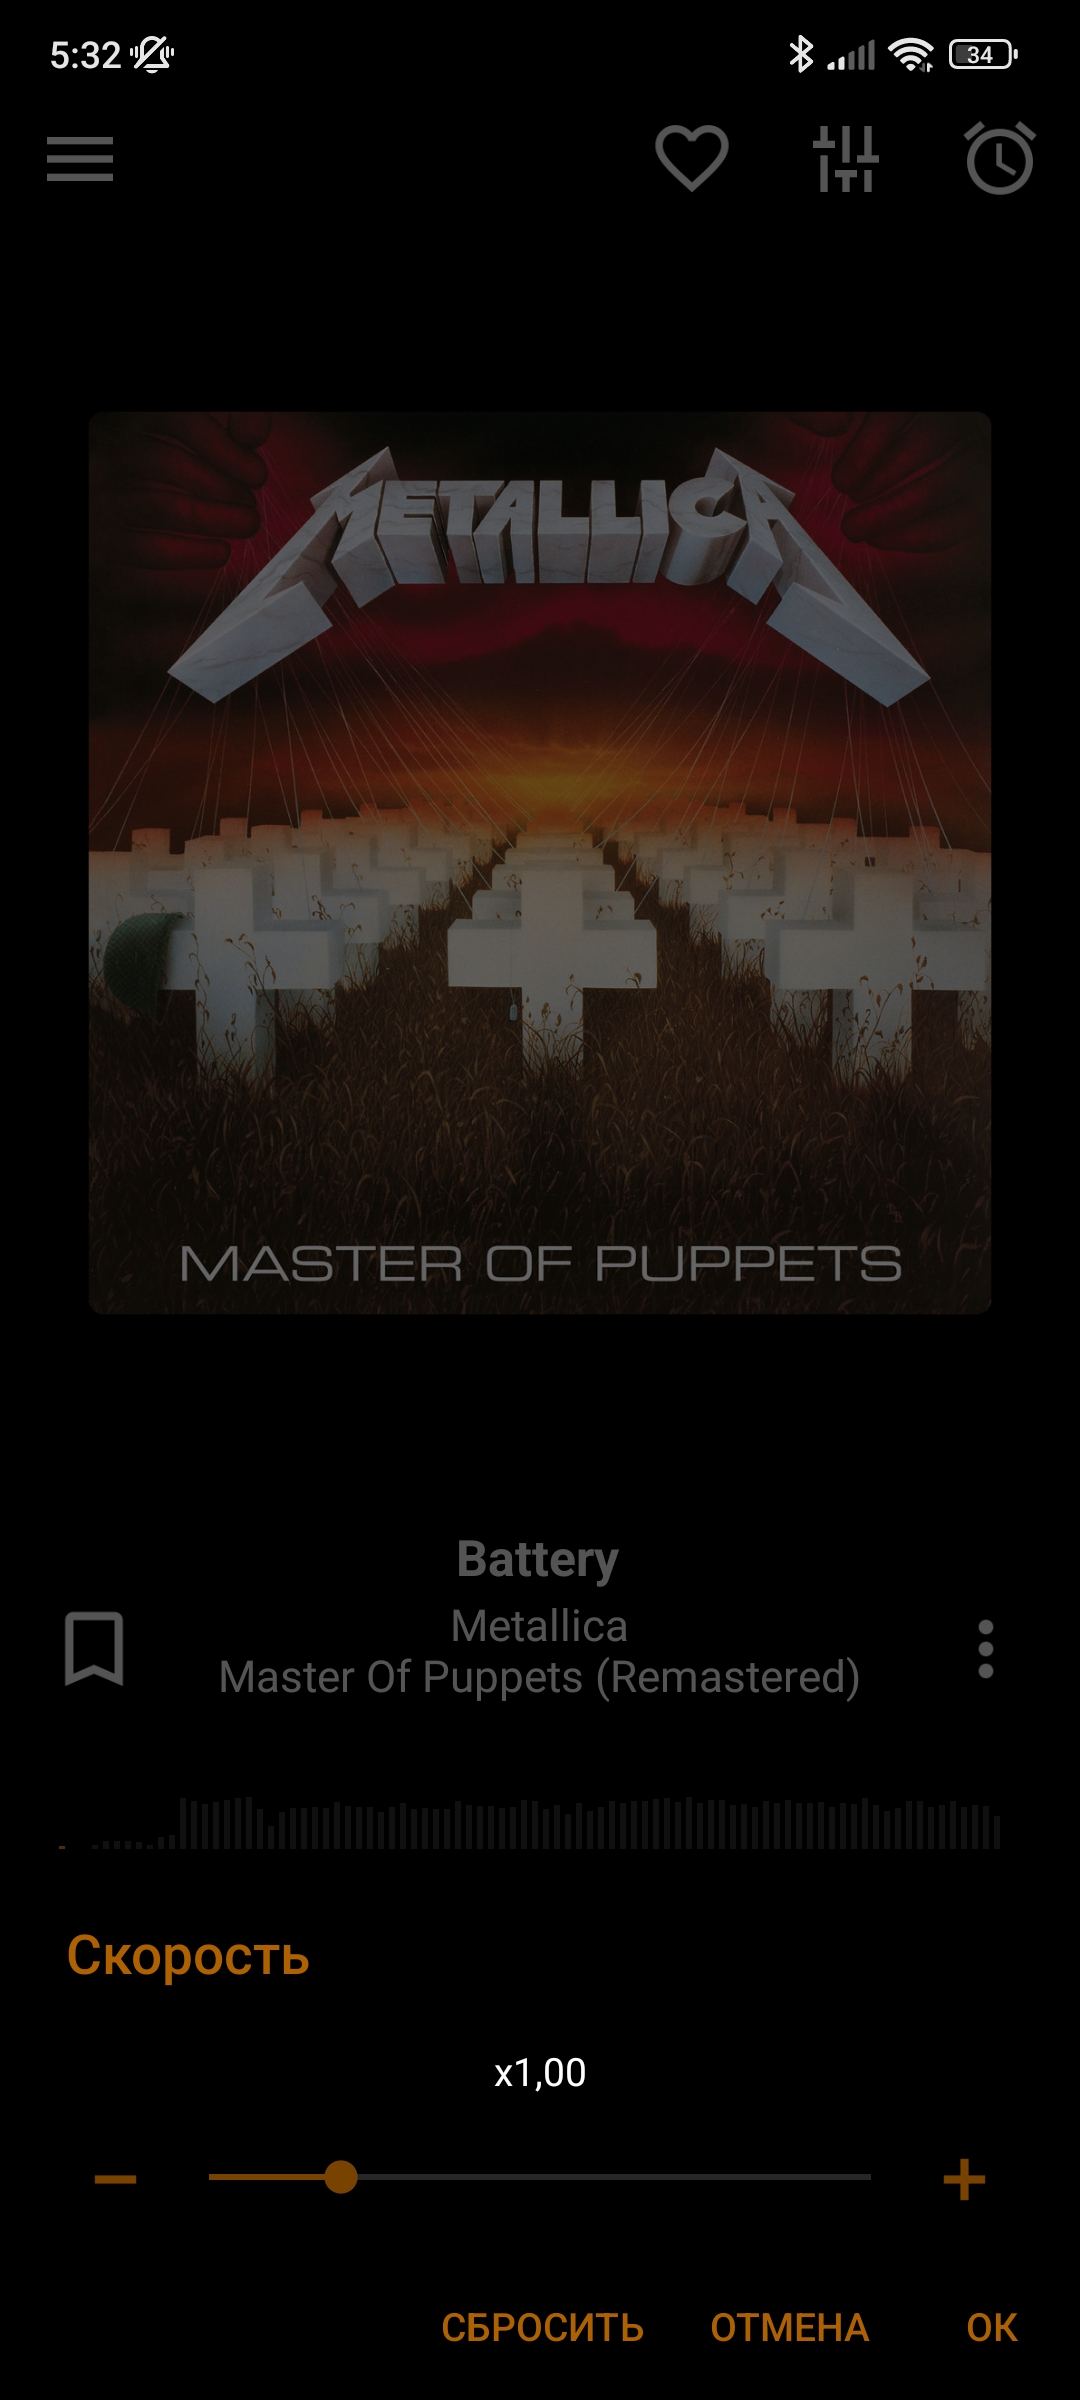 5:32
34
METALLICA
MASTER OF PUPPETS
Battery
Metallica
Master Of Puppets (Remastered)
Скорость
x1,00
СБРОСИТЬ ОТМЕНА ОК